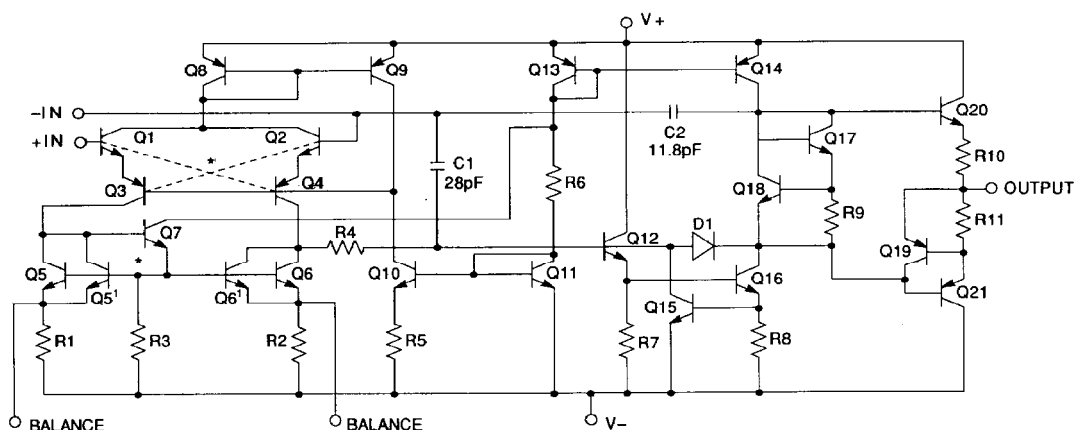 V+
Q8
Q9
Q13
Q14
-IN
+IN
Q1
Q2
*
C1
28pF
C2
11.8pF
Q17
Q20
R10
Q3
Q4
R6
Q18
OUTPUT
Q7
R4
Q12
D1
R9
R11
Q19
Q5
Q5¹
*
Q6¹
Q6
Q10
Q11
Q15
Q16
Q21
R1
R3
R2
R5
R7
R8
BALANCE
BALANCE
V-